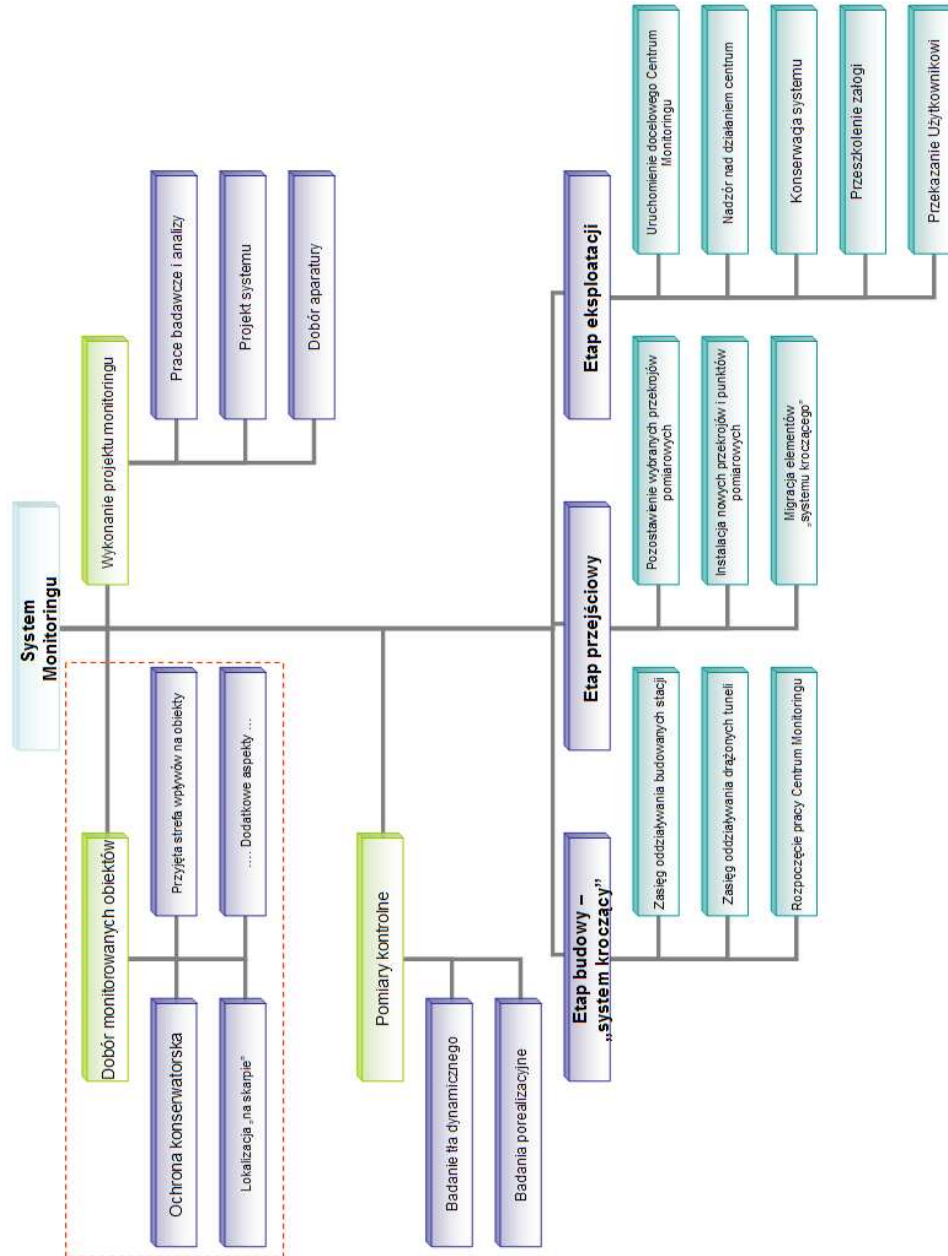 System
Monitoringu
Dobór monitorowanych obiektów
Ochrona konserwatorska
Przyjęta strefa wpływów na obiekty
Lokalizacja „na skarpie”
.... Dodatkowe aspekty ...
Wykonanie projektu monitoringu
Prace badawcze i analizy
Projekt systemu
Dobór aparatury
Pomiary kontrolne
Badanie tła dynamicznego
Badania porealizacyjne
Etap budowy –
„system kroczący”
Zasięg oddziaływania budowanych stacji
Zasięg oddziaływania drążonych tuneli
Rozpoczęcie pracy Centrum Monitoringu
Etap przejściowy
Pozostawienie wybranych przekrojów
pomiarowych
Instalacja nowych przekrojów i punktów
pomiarowych
Migracja elementów
„systemu kroczącego”
Etap eksploatacji
Uruchomienie docelowego Centrum
Monitoringu
Nadzór nad działaniem centrum
Konserwacja systemu
Przeszkolenie załogi
Przekazanie Użytkownikowi